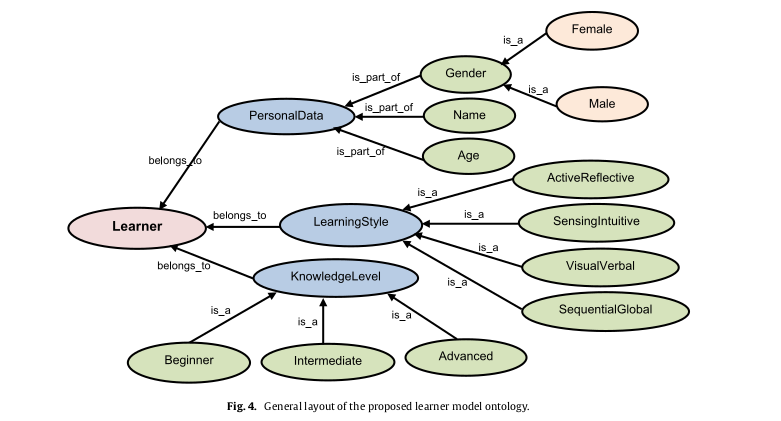 Female
is_a
Gender
is_a
Male
is_part_of
PersonalData
is_part_of
Name
is_part_of
Age
belongs_to
ActiveReflective
is_a
Learner
belongs_to
LearningStyle
is_a
SensingIntuitive
is_a
VisualVerbal
is_a
SequentialGlobal
belongs_to
KnowledgeLevel
is_a
is_a
is_a
Beginner
Intermediate
Advanced
Fig. 4. General layout of the proposed learner model ontology.